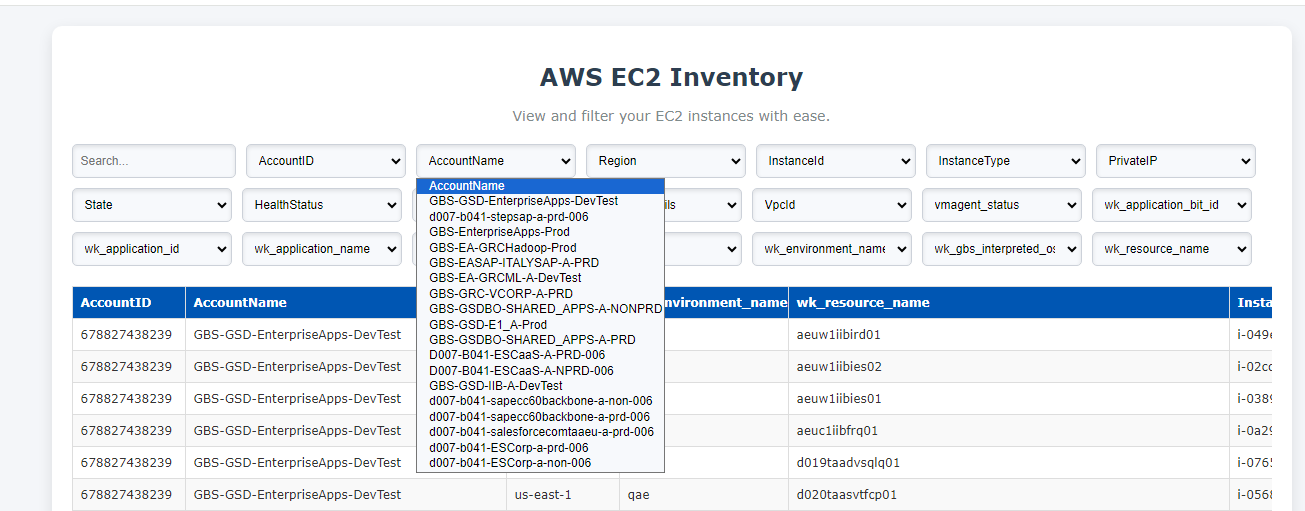 AWS EC2 Inventory
View and filter your EC2 instances with ease.
Search... AccountID AccountName Region InstanceId InstanceType PrivateIP
State HealthStatus VpcId vmagent_status wk_application_bit_id
wk_application_id wk_application_name wk_environment_name wk_gbs_interpreted_os wk_resource_name
AccountName
GBS-GSD-EnterpriseApps-DevTest
d007-b041-stepsap-a-prd-006
GBS-EnterpriseApps-Prod
GBS-EA-GRCHadoop-Prod
GBS-EASAP-ITALYSAP-A-PRD
GBS-EA-GRCML-A-DevTest
GBS-GRC-VCORP-A-PRD
GBS-GSDBO-SHARED_APPS-A-NONPRD
GBS-GSD-E1_A-Prod
GBS-GSDBO-SHARED_APPS-A-PRD
D007-B041-ESCaaS-A-PRD-006
D007-B041-ESCaaS-A-NPRD-006
GBS-GSD-IIB-A-DevTest
d007-b041-sapecc60backbone-a-non-006
d007-b041-sapecc60backbone-a-prd-006
d007-b041-salesforcecomtaaeu-a-prd-006
d007-b041-ESCorp-a-prd-006
d007-b041-ESCorp-a-non-006
AccountID AccountName nvironment_name wk_resource_name Insta
678827438239 GBS-GSD-EnterpriseApps-DevTest aeuw1iibird01 i-049
678827438239 GBS-GSD-EnterpriseApps-DevTest aeuw1iibies02 i-02c
678827438239 GBS-GSD-EnterpriseApps-DevTest aeuw1iibies01 i-0389
678827438239 GBS-GSD-EnterpriseApps-DevTest aeuc1iibfrq01 i-0a29
678827438239 GBS-GSD-EnterpriseApps-DevTest d019taadvsqlq01 i-0765
678827438239 GBS-GSD-EnterpriseApps-DevTest us-east-1 qae d020taasvtfcp01 i-0568